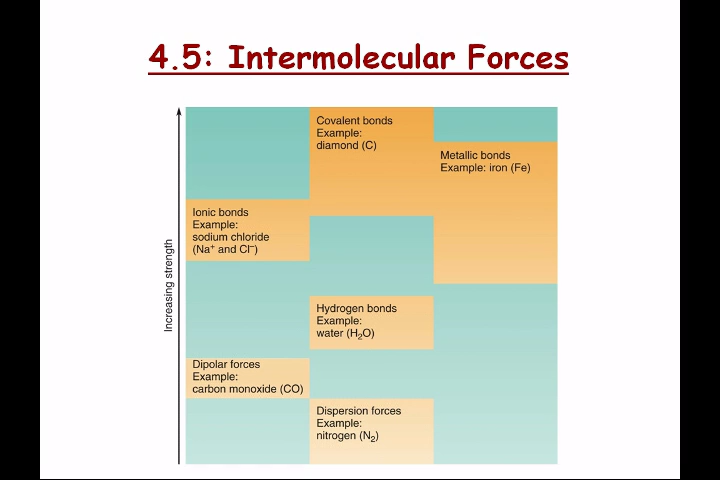 4.5: Intermolecular Forces
Covalent bonds
Example:
diamond (C)
Metallic bonds
Example: iron (Fe)
Ionic bonds
Example:
sodium chloride
(Na⁺ and Cl⁻)
Increasing strength
Hydrogen bonds
Example:
water (H₂O)
Dipolar forces
Example:
carbon monoxide (CO)
Dispersion forces
Example:
nitrogen (N₂)